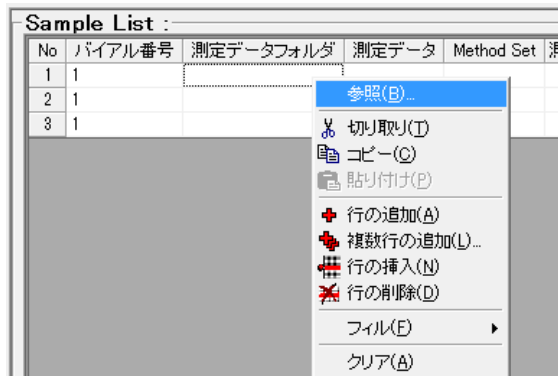 Sample List :
No バイアル番号 測定データフォルダ 測定データ Method Set 測
1 1
2 1
3 1
参照(B)...
切り取り(T)
コピー(C)
貼り付け(P)
行の追加(A)
複数行の追加(L)...
行の挿入(N)
行の削除(D)
フィル(F)
クリア(A)